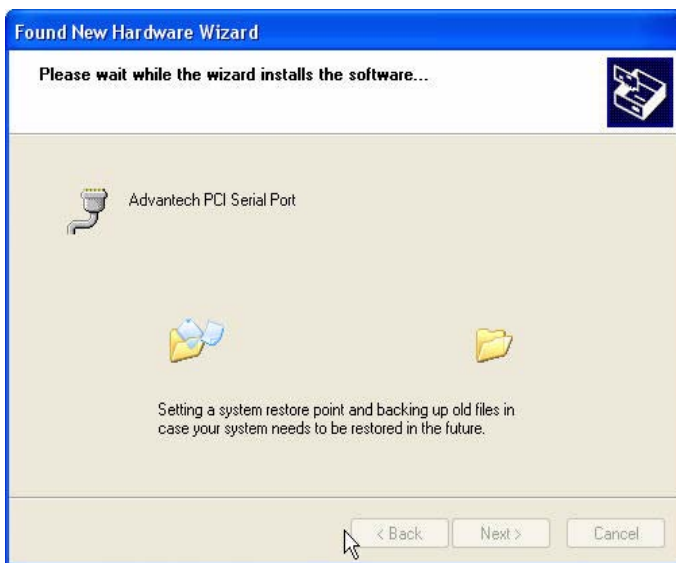 Found New Hardware Wizard
Please wait while the wizard installs the software...
Advantech PCI Serial Port
Setting a system restore point and backing up old files in
case your system needs to be restored in the future.
< Back Next > Cancel